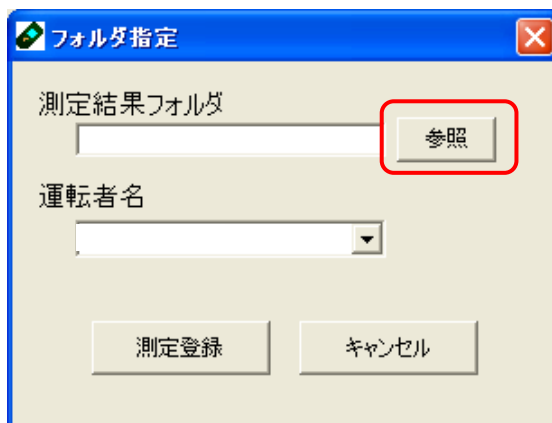 フォルダ指定
測定結果フォルダ
参照
運転者名
測定登録
キャンセル